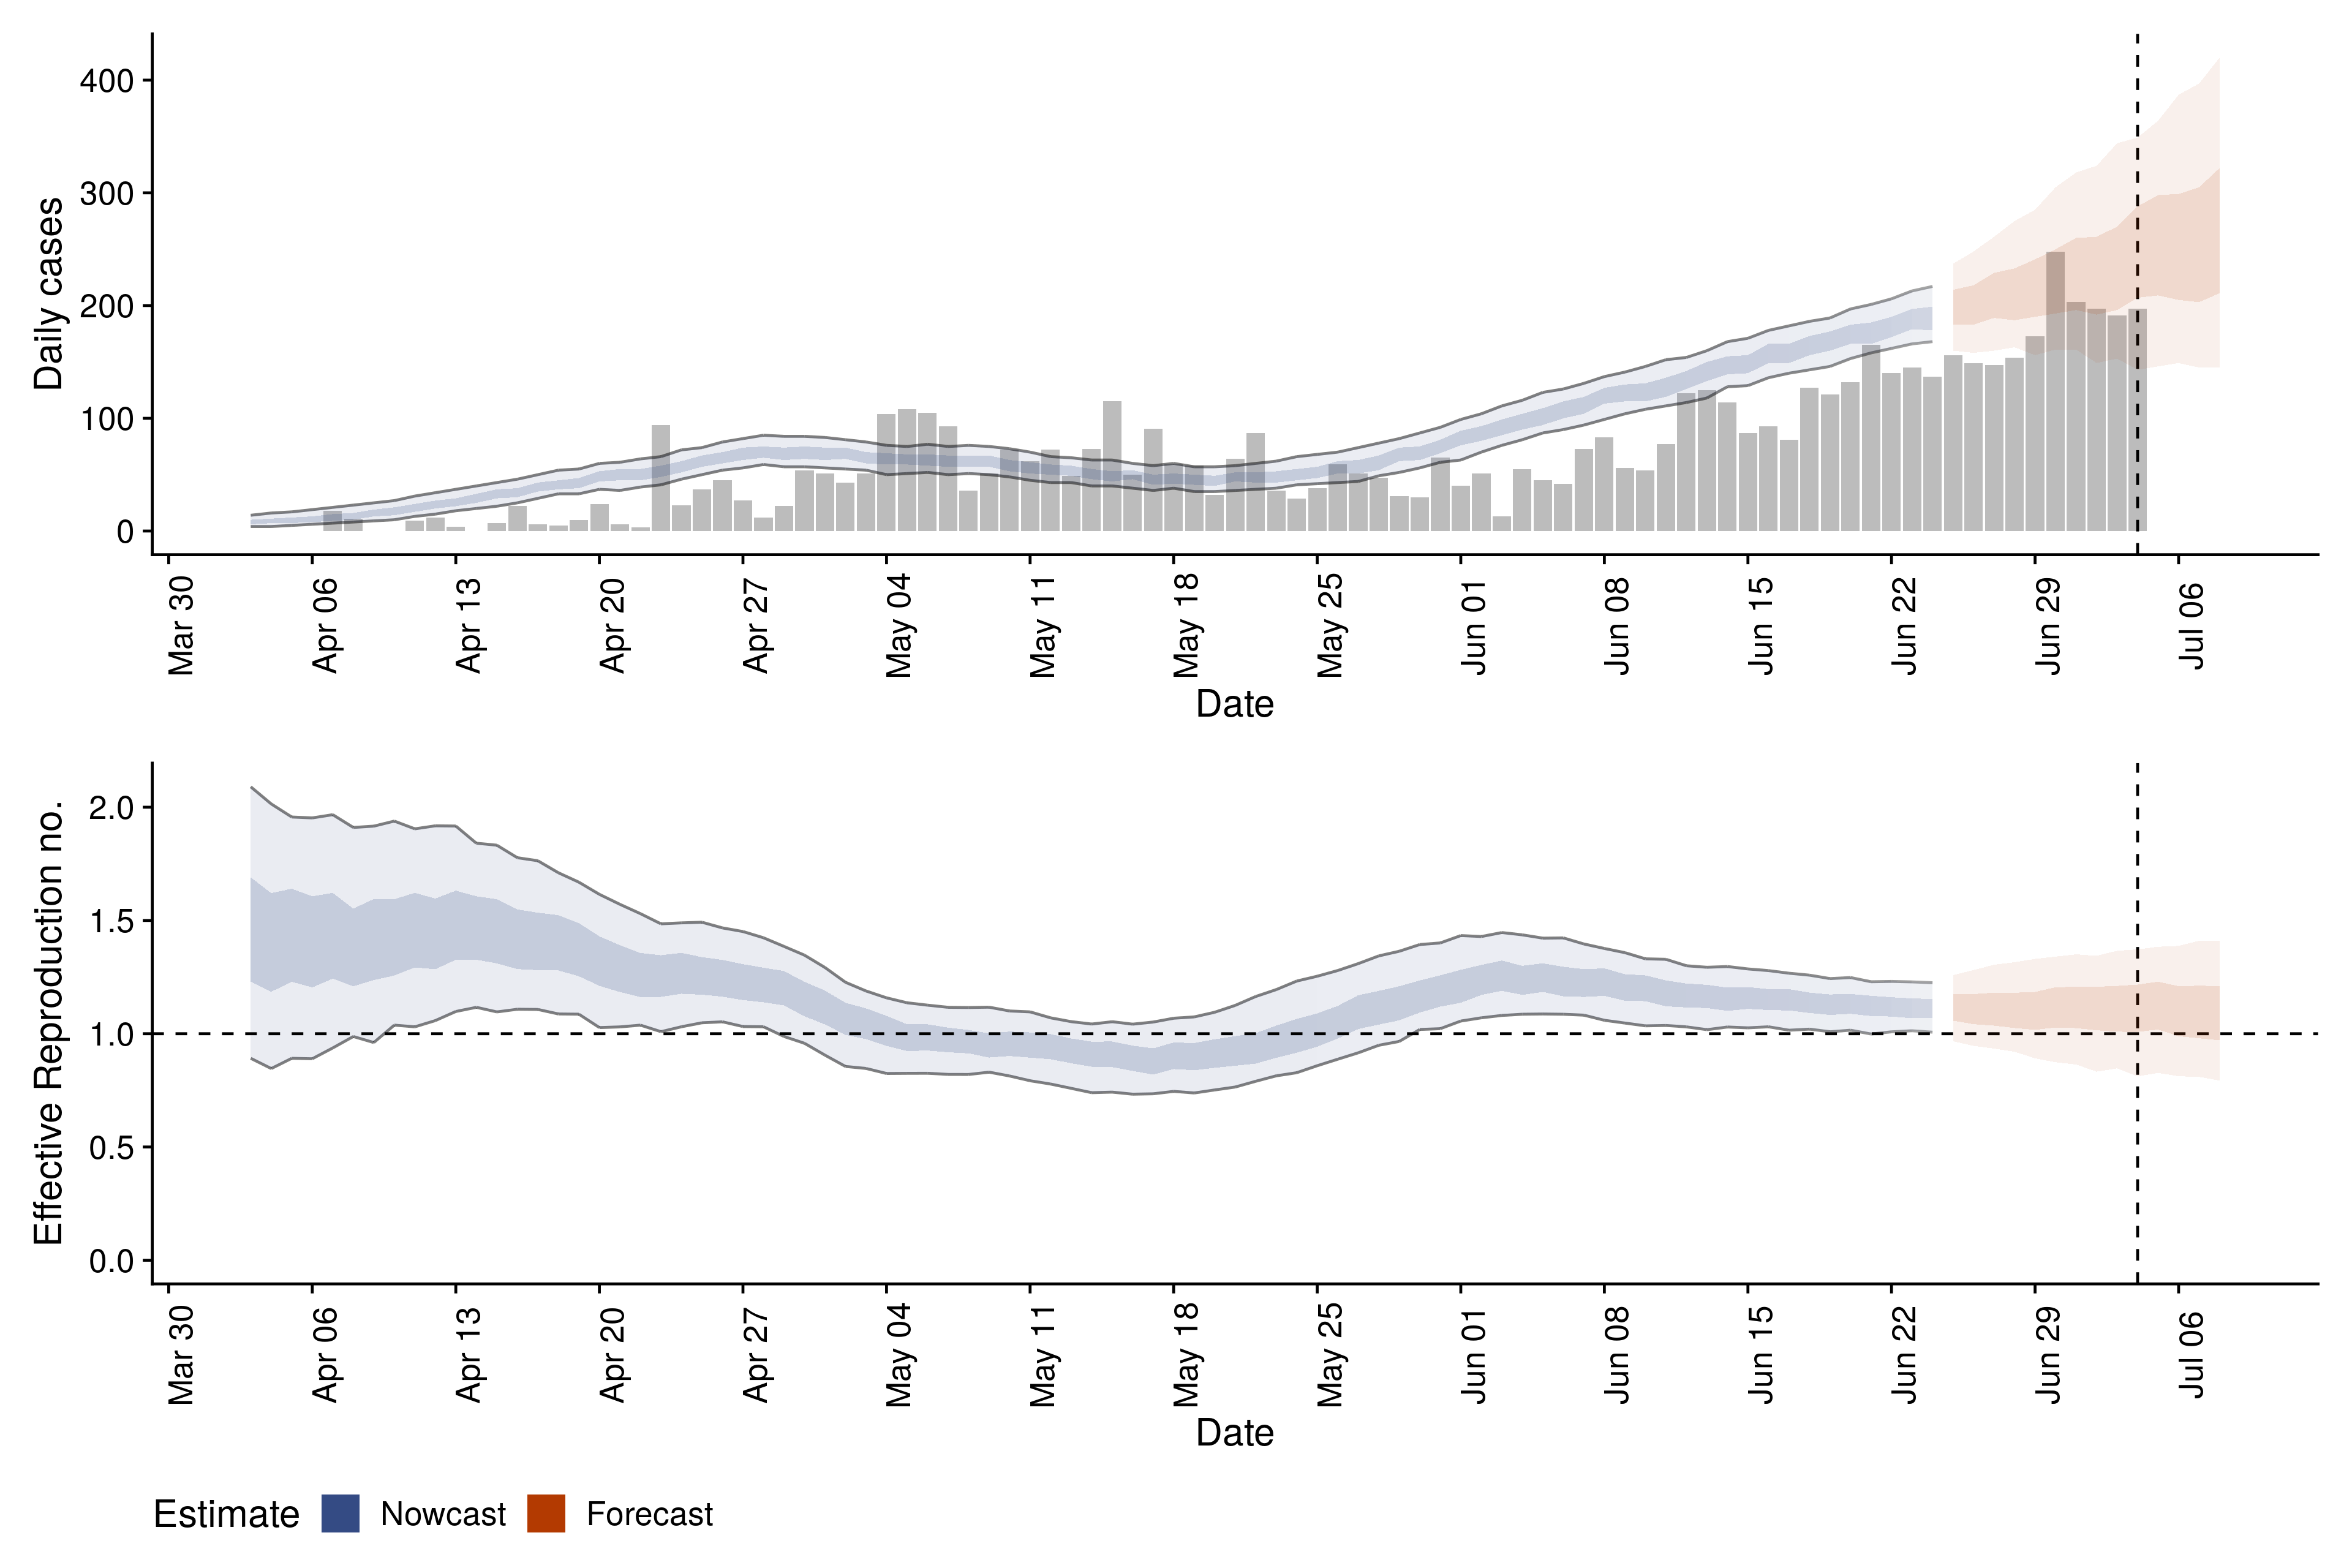 Daily cases
400
300
200
100
0
Mar 30 Apr 06 Apr 13 Apr 20 Apr 27 May 04 May 11 May 18 May 25 Jun 01 Jun 08 Jun 15 Jun 22 Jun 29 Jul 06
Date
Effective Reproduction no.
2.0
1.5
1.0
0.5
0.0
Mar 30 Apr 06 Apr 13 Apr 20 Apr 27 May 04 May 11 May 18 May 25 Jun 01 Jun 08 Jun 15 Jun 22 Jun 29 Jul 06
Date
Estimate Nowcast Forecast